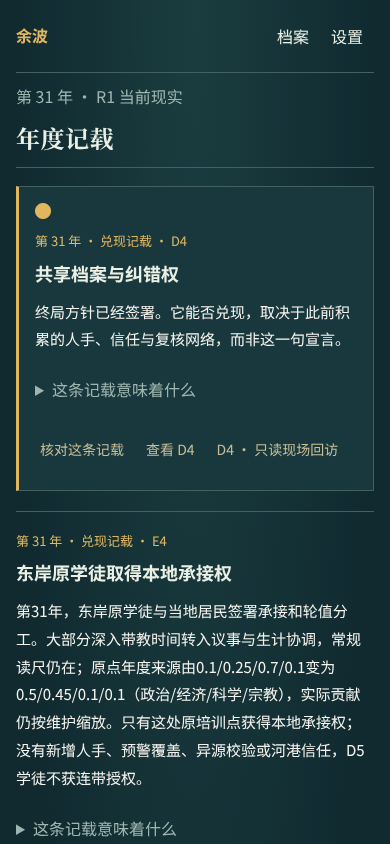 余波
档案 设置
第 31 年 · R1 当前现实
年度记载
第 31 年 · 兑现记载 · D4
共享档案与纠错权
终局方针已经签署。它能否兑现，取决于此前积
累的人手、信任与复核网络，而非这一句宣言。
▶ 这条记载意味着什么
核对这条记载 查看 D4 D4 · 只读现场回访
第 31 年 · 兑现记载 · E4
东岸原学徒取得本地承接权
第31年，东岸原学徒与当地居民签署承接和轮值分
工。大部分深入带教时间转入议事与生计协调，常规
读尺仍在；原点年度来源由0.1/0.25/0.7/0.1变为
0.5/0.45/0.1/0.1（政治/经济/科学/宗教），实际贡献
仍按维护缩放。只有这处原培训点获得本地承接权；
没有新增人手、预警覆盖、异源校验或河港信任，D5
学徒不获连带授权。
▶ 这条记载意味着什么